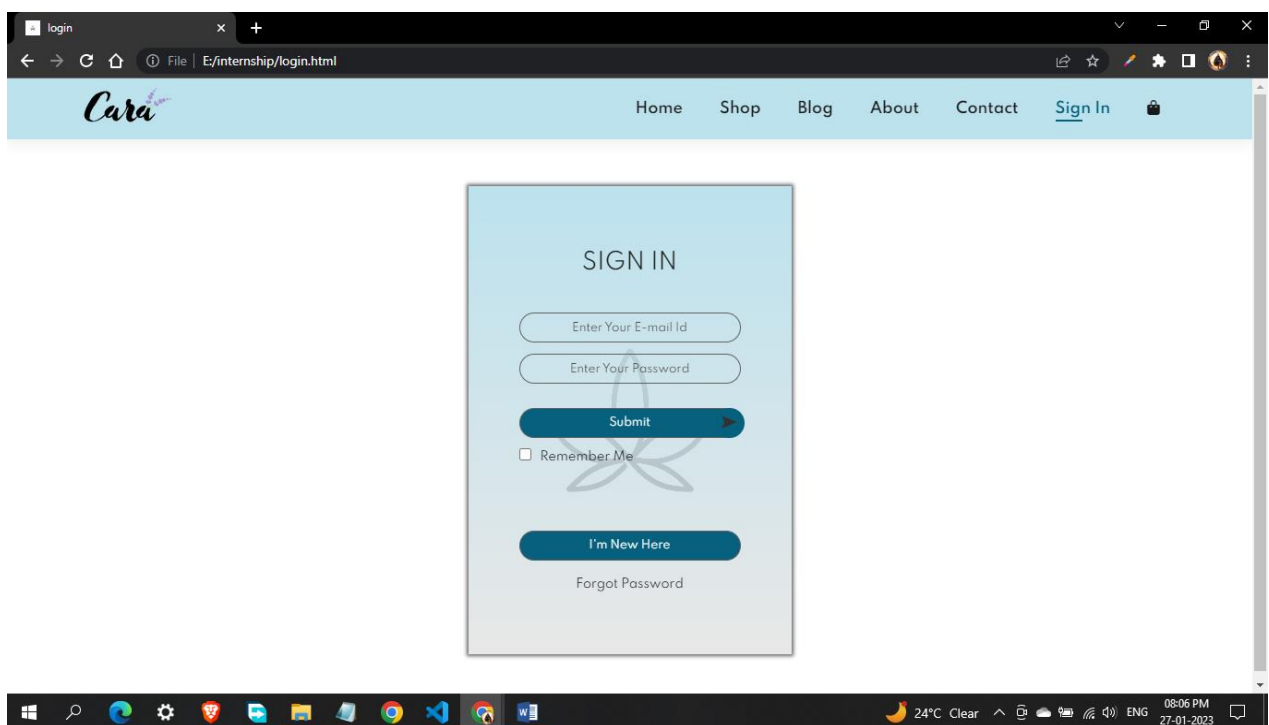 login
File | E:/internship/login.html
Cara
Home Shop Blog About Contact Sign In
SIGN IN
Enter Your E-mail Id
Enter Your Password
Submit
Remember Me
I'm New Here
Forgot Password
24°C Clear ENG 08:06 PM
27-01-2023